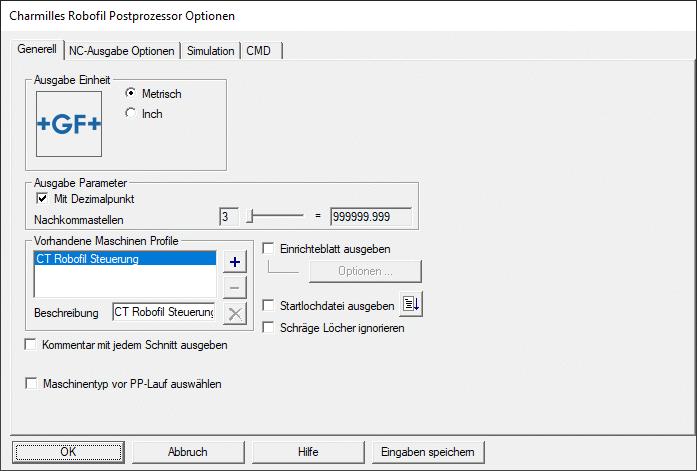 Charmilles Robofil Postprozessor Optionen
Generell NC-Ausgabe Optionen Simulation CMD
Ausgabe Einheit
+GF+
Metrisch
Inch
Ausgabe Parameter
Mit Dezimalpunkt
Nachkommastellen 3 = 999999.999
Vorhandene Maschinen Profile
CT Robofil Steuerung
Beschreibung CT Robofil Steuerung
Einrichteblatt ausgeben
Optionen ...
Startlochdatei ausgeben
Schräge Löcher ignorieren
Kommentar mit jedem Schnitt ausgeben
Maschinentyp vor PP-Lauf auswählen
OK Abbruch Hilfe Eingaben speichern